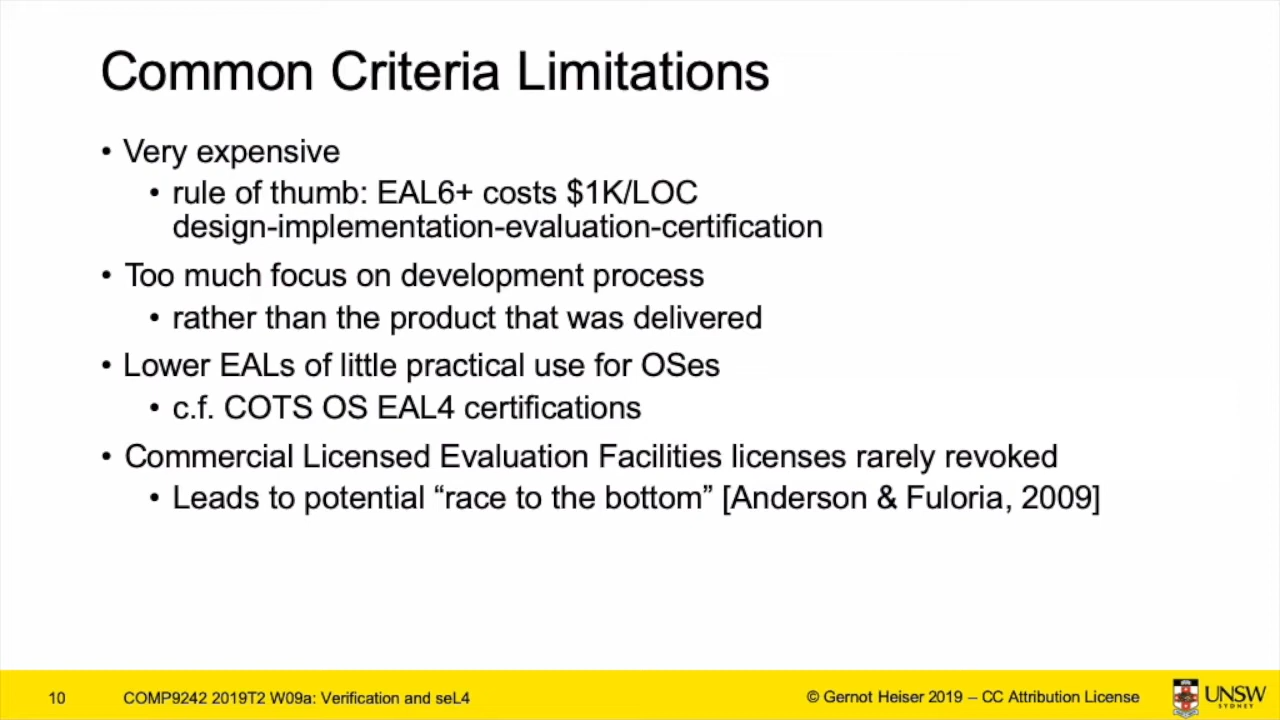 Common Criteria Limitations
• Very expensive
• rule of thumb: EAL6+ costs $1K/LOC
design-implementation-evaluation-certification
• Too much focus on development process
• rather than the product that was delivered
• Lower EALs of little practical use for OSes
• c.f. COTS OS EAL4 certifications
• Commercial Licensed Evaluation Facilities licenses rarely revoked
• Leads to potential “race to the bottom” [Anderson & Fuloria, 2009]
10 COMP9242 2019T2 W09a: Verification and seL4 © Gernot Heiser 2019 – CC Attribution License UNSW
SYDNEY